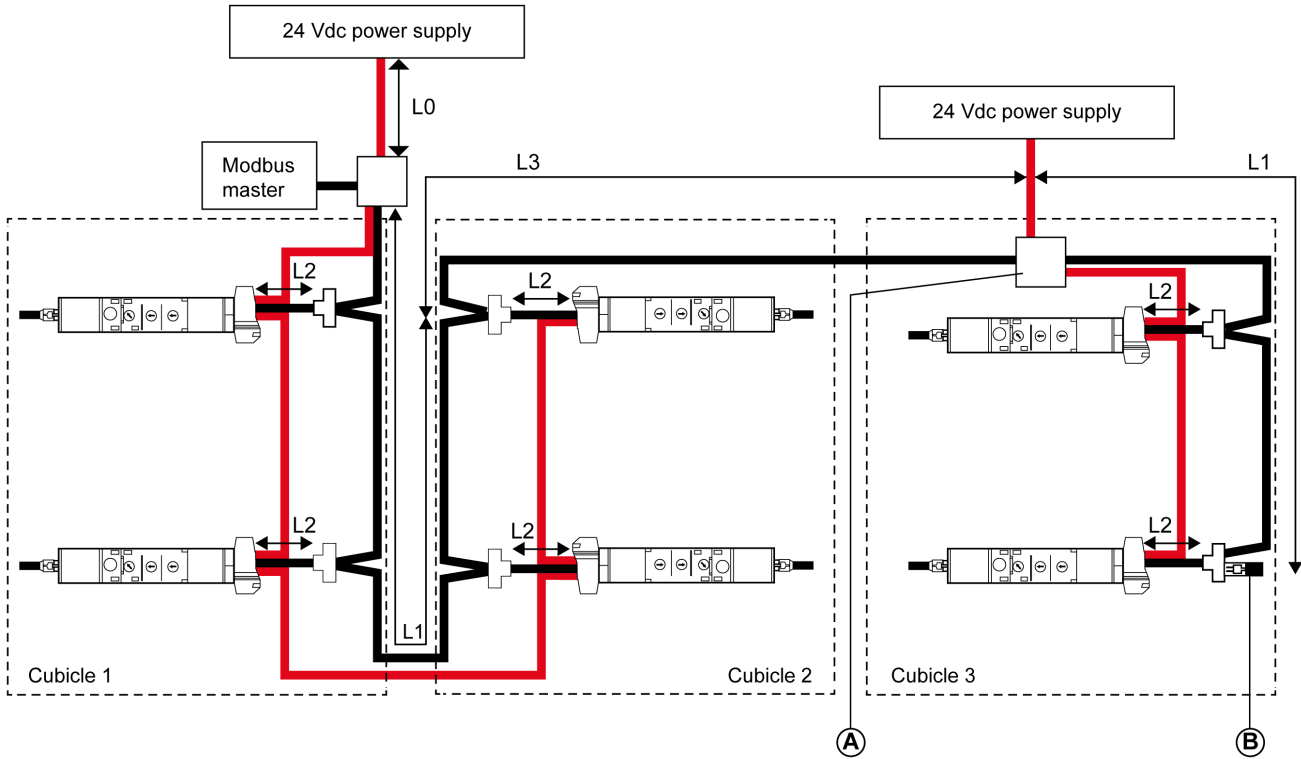 24 Vdc power supply
L0
24 Vdc power supply
Modbus
master
L3
L1
L2
L2
L2
L2
L2
L2
L1
Cubicle 1
Cubicle 2
Cubicle 3
A
B